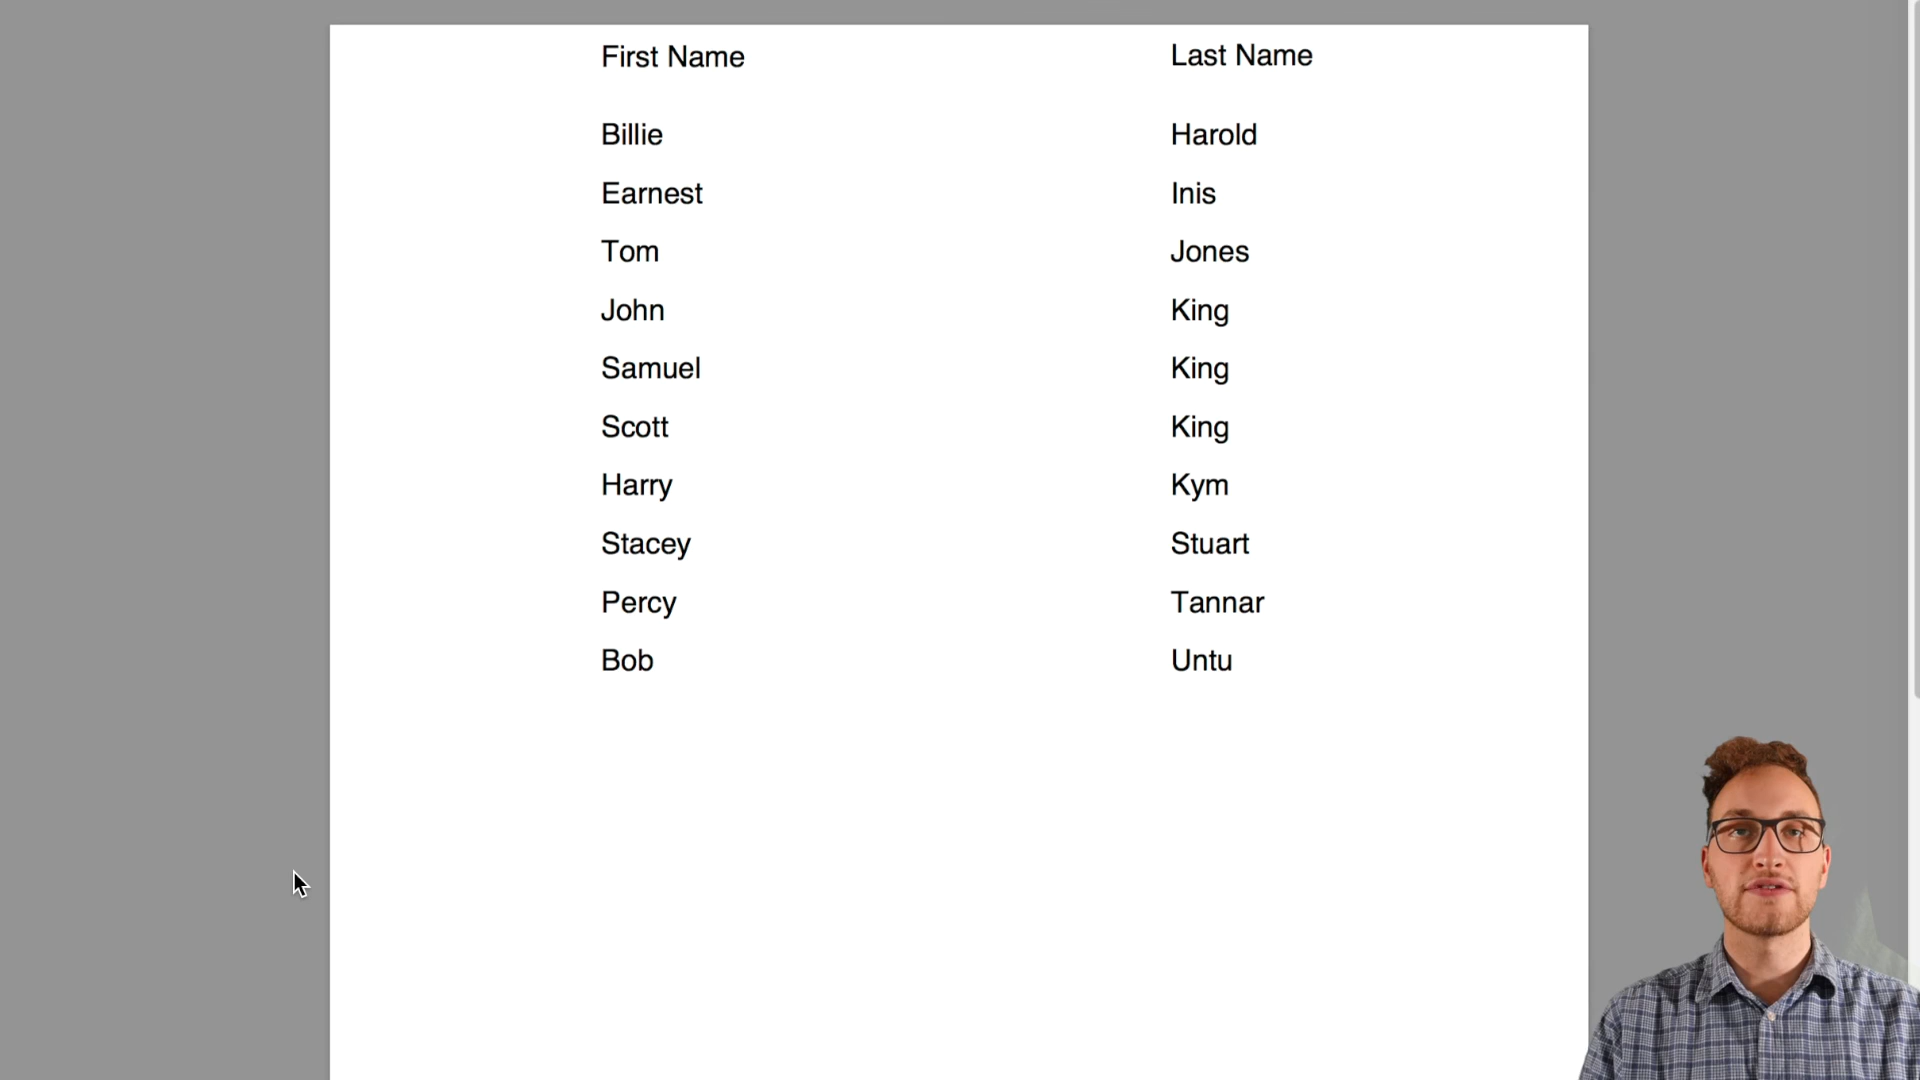 First Name Last Name
Billie Harold
Earnest Inis
Tom Jones
John King
Samuel King
Scott King
Harry Kym
Stacey Stuart
Percy Tannar
Bob Untu